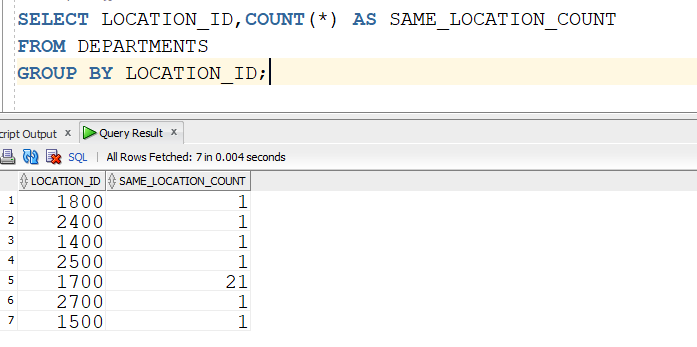 SELECT LOCATION_ID,COUNT(*) AS SAME_LOCATION_COUNT
FROM DEPARTMENTS
GROUP BY LOCATION_ID;
cript Output x Query Result x
SQL | All Rows Fetched: 7 in 0.004 seconds
LOCATION_ID SAME_LOCATION_COUNT
1 1800 1
2 2400 1
3 1400 1
4 2500 1
5 1700 21
6 2700 1
7 1500 1